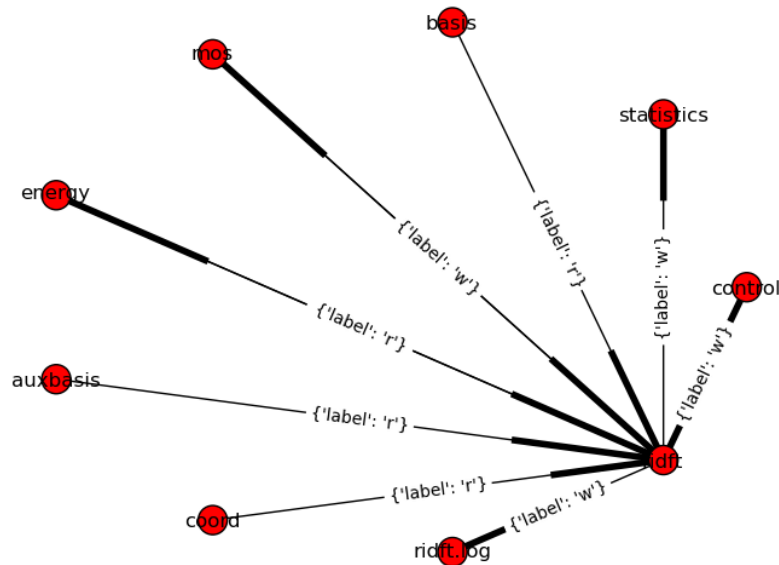 basis
mos
statistics
energy
{'label': 'r'}
{'label': 'w'}
{'label': 'w'}
control
{'label': 'r'}
{'label': 'w'}
auxbasis
{'label': 'r'}
ridft
{'label': 'r'}
{'label': 'w'}
coord
ridft.log